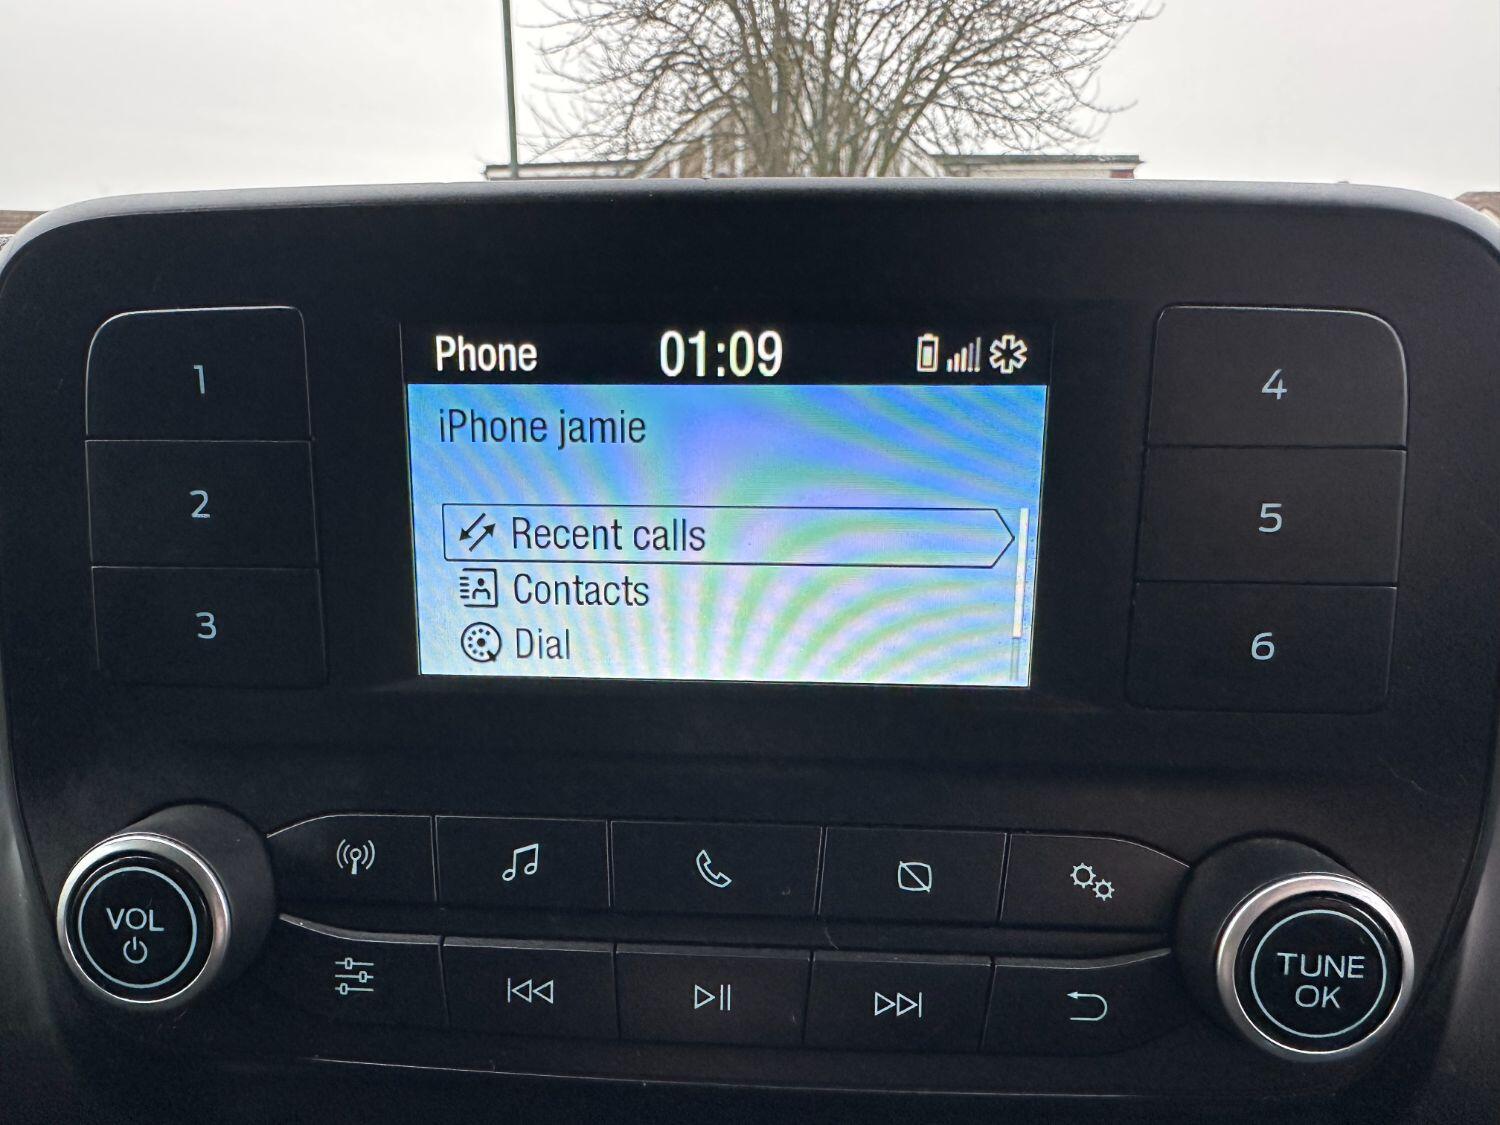 Phone 01:09
iPhone jamie
Recent calls
Contacts
Dial
1
2
3
4
5
6
VOL
TUNE
OK